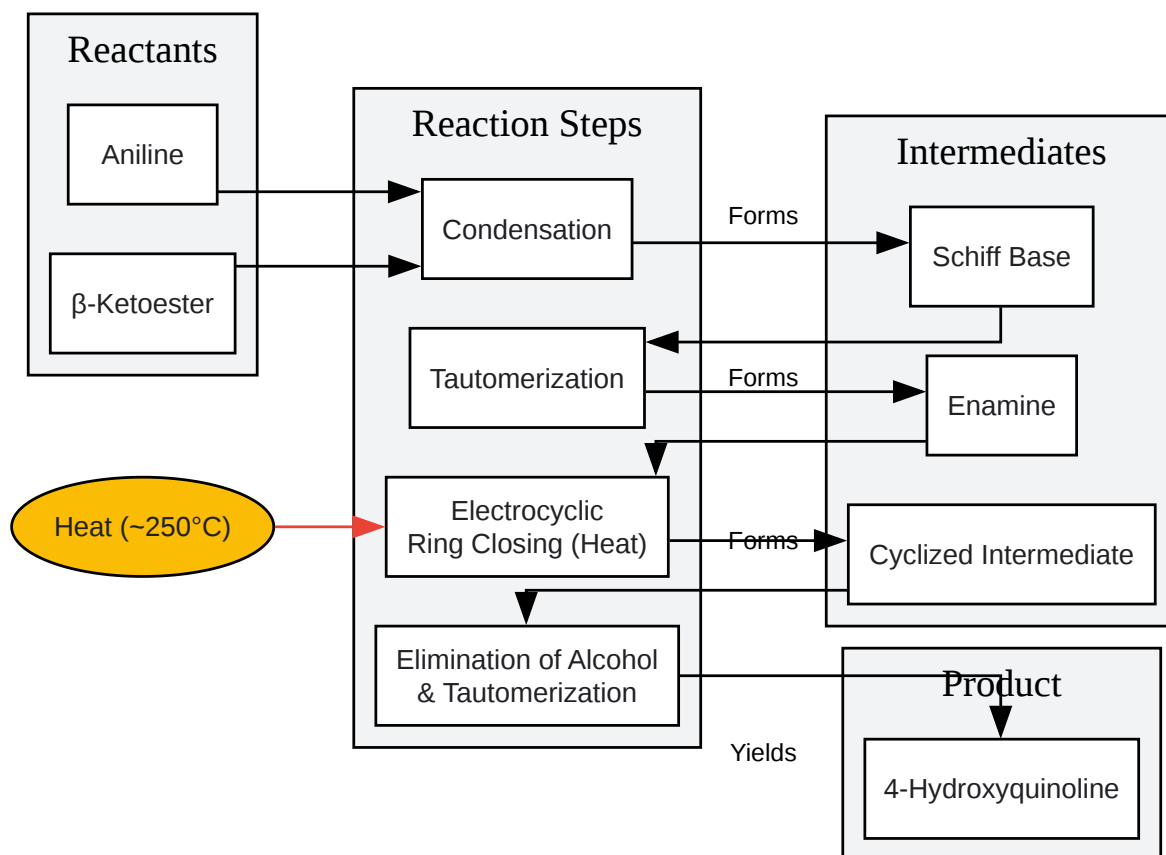 Reactants
Aniline
β-Ketoester
Heat (~250°C)
Reaction Steps
Condensation
Tautomerization
Electrocyclic
Ring Closing (Heat)
Elimination of Alcohol
& Tautomerization
Forms
Forms
Forms
Yields
Intermediates
Schiff Base
Enamine
Cyclized Intermediate
Product
4-Hydroxyquinoline